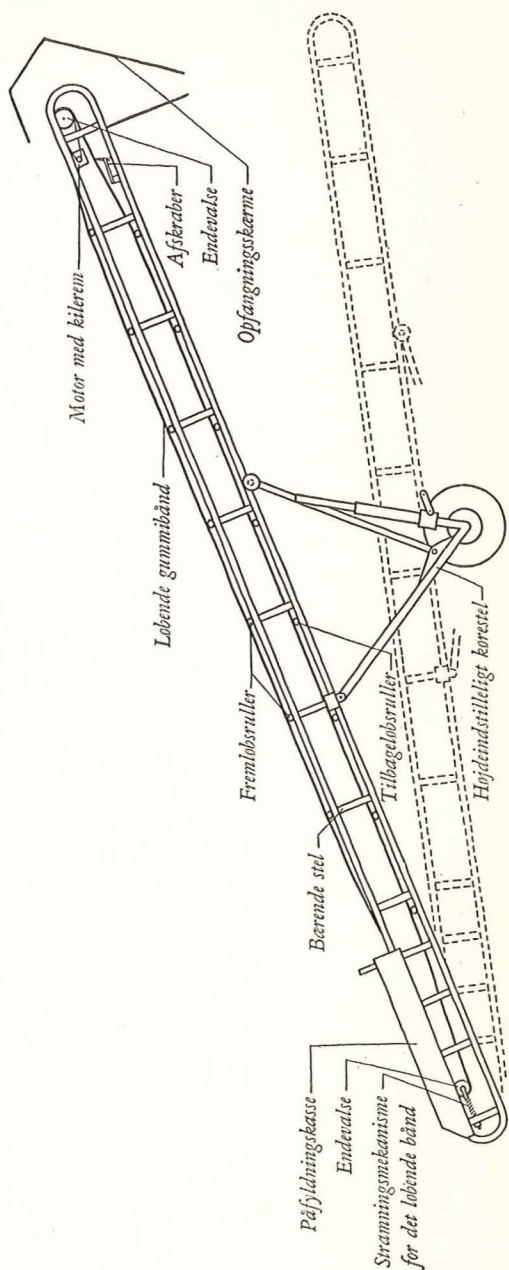 Motor med kilerem
Afskraber
Endevalse
Opfangningsskærme
Løbende gummibånd
Fremløbsruller
Tilbageløbsruller
Højdeindstilleligt kørestel
Bærende stel
Påfyldningskasse
Endevalse
Stramningsmekanisme
for det løbende bånd